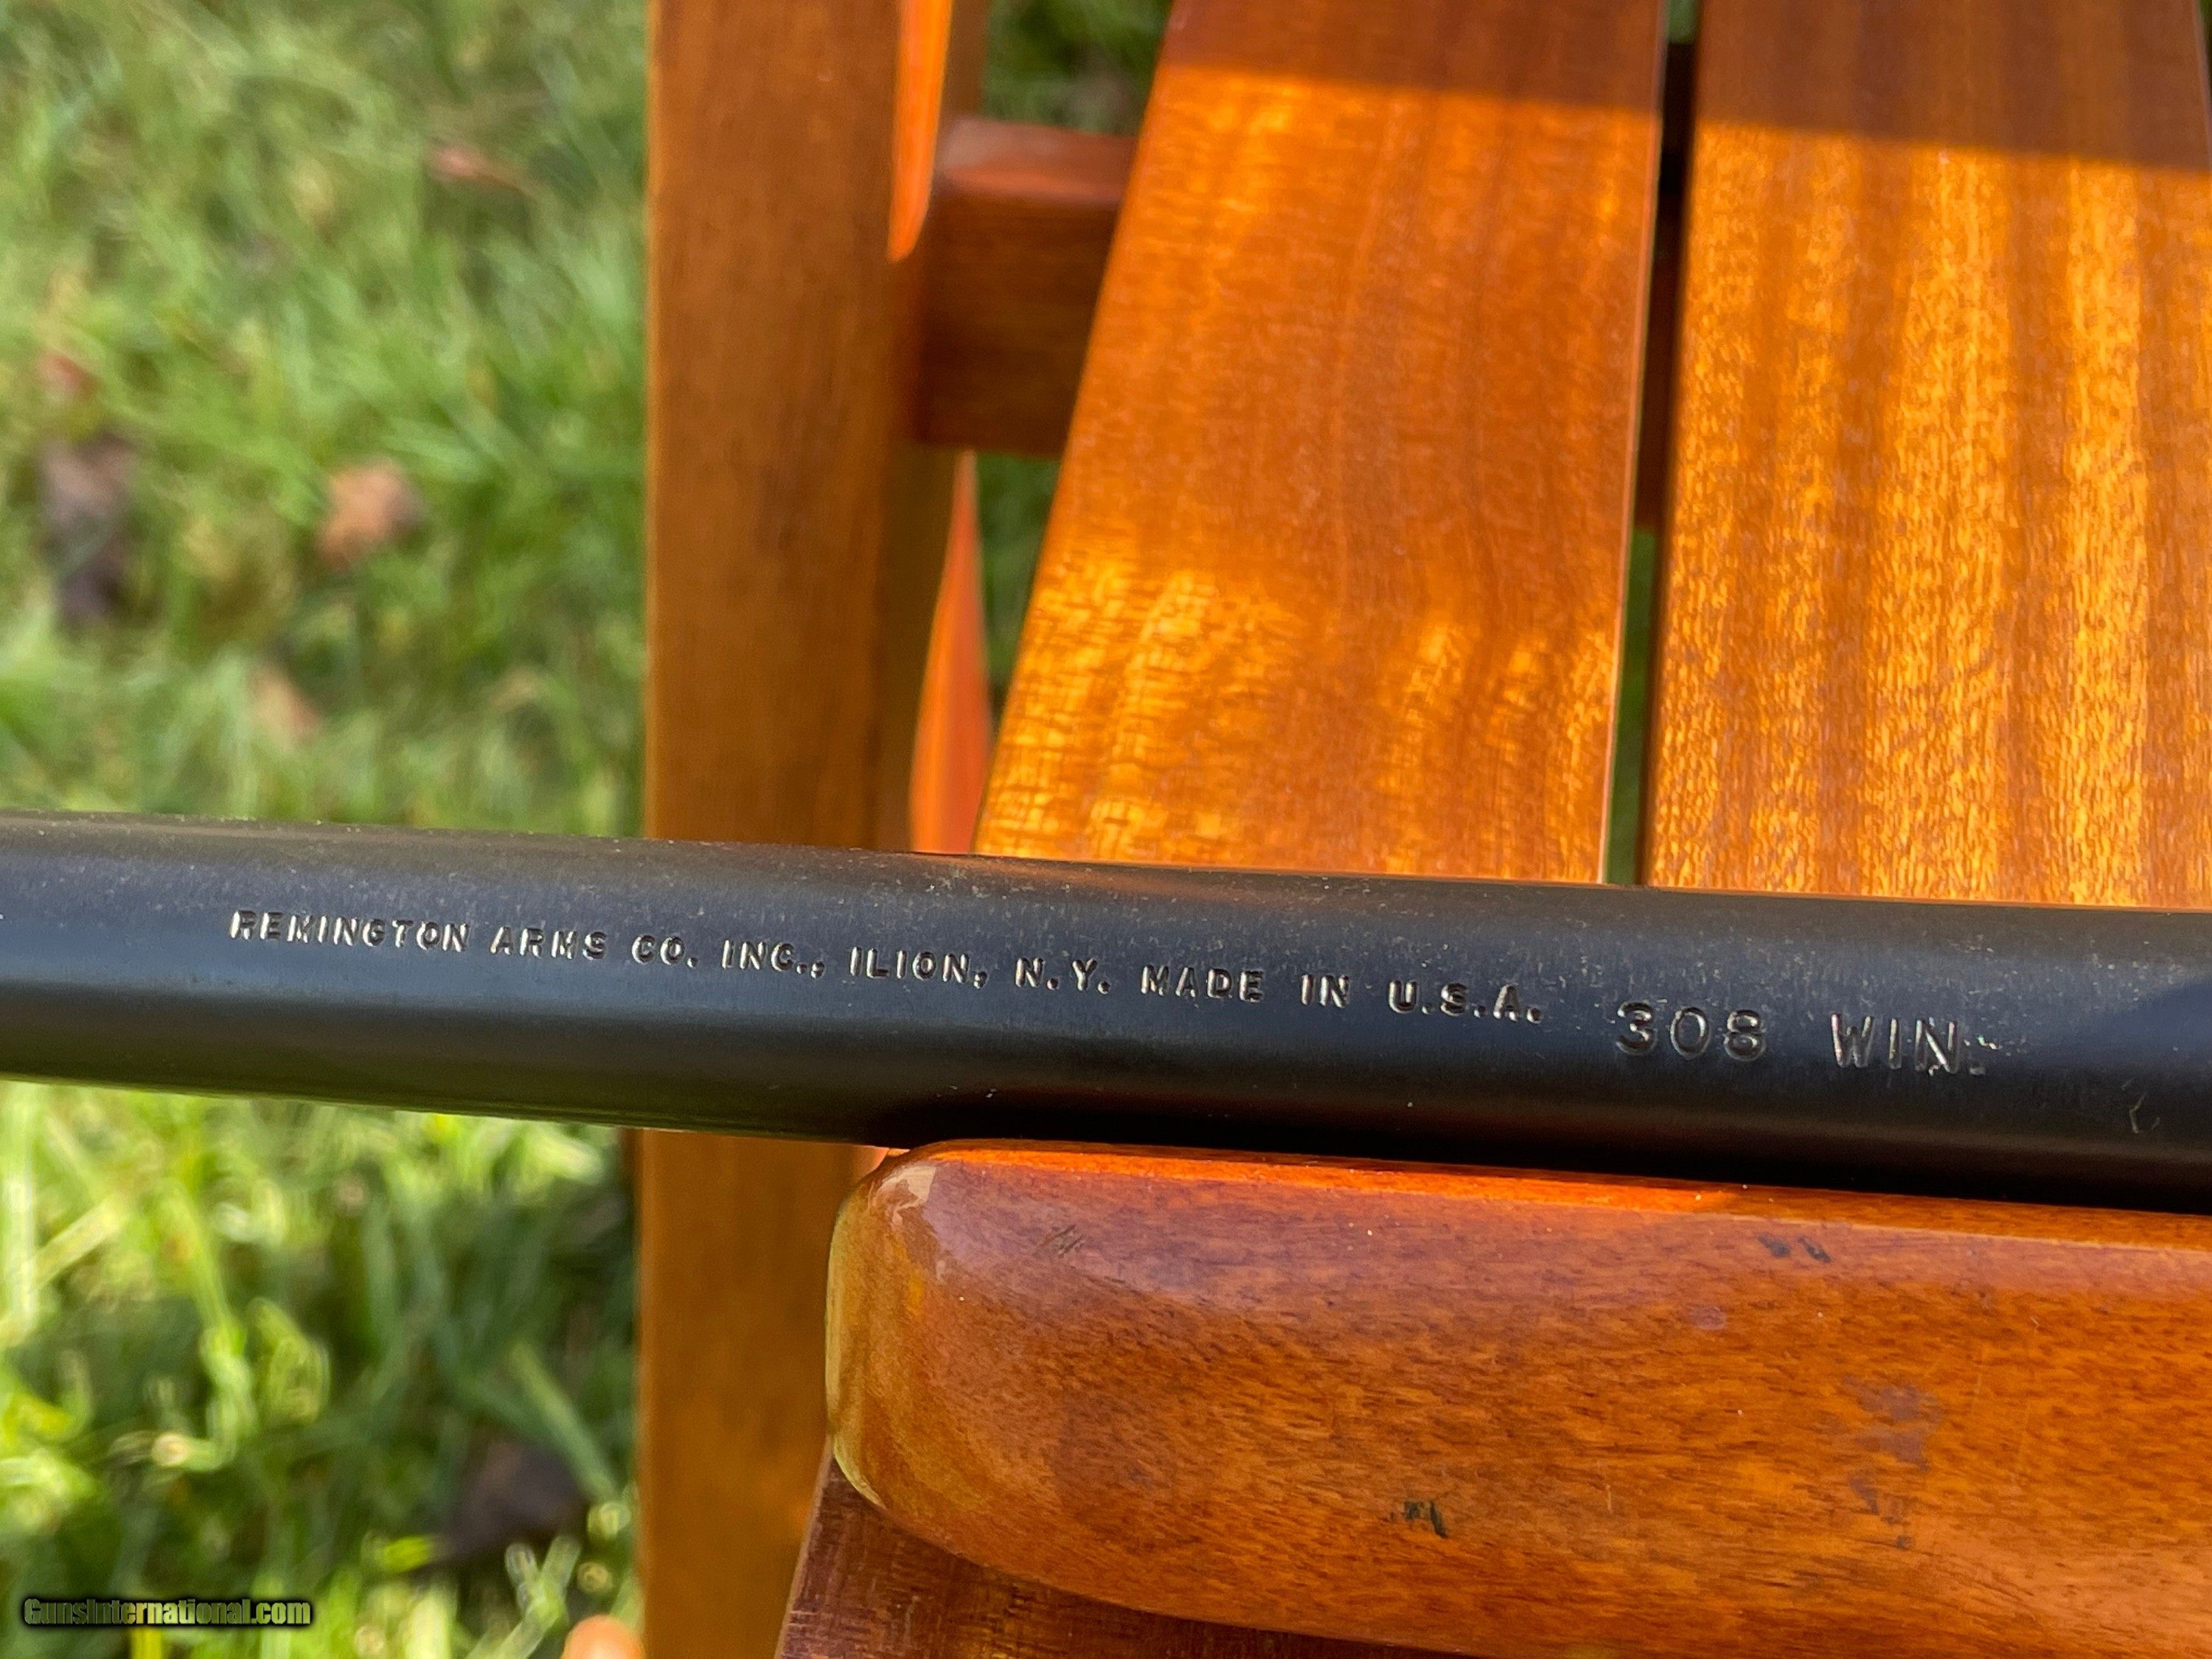 REMINGTON ARMS CO. INC., ILION, N.Y. MADE IN U.S.A. 308 WIN.
GunsInternational.com